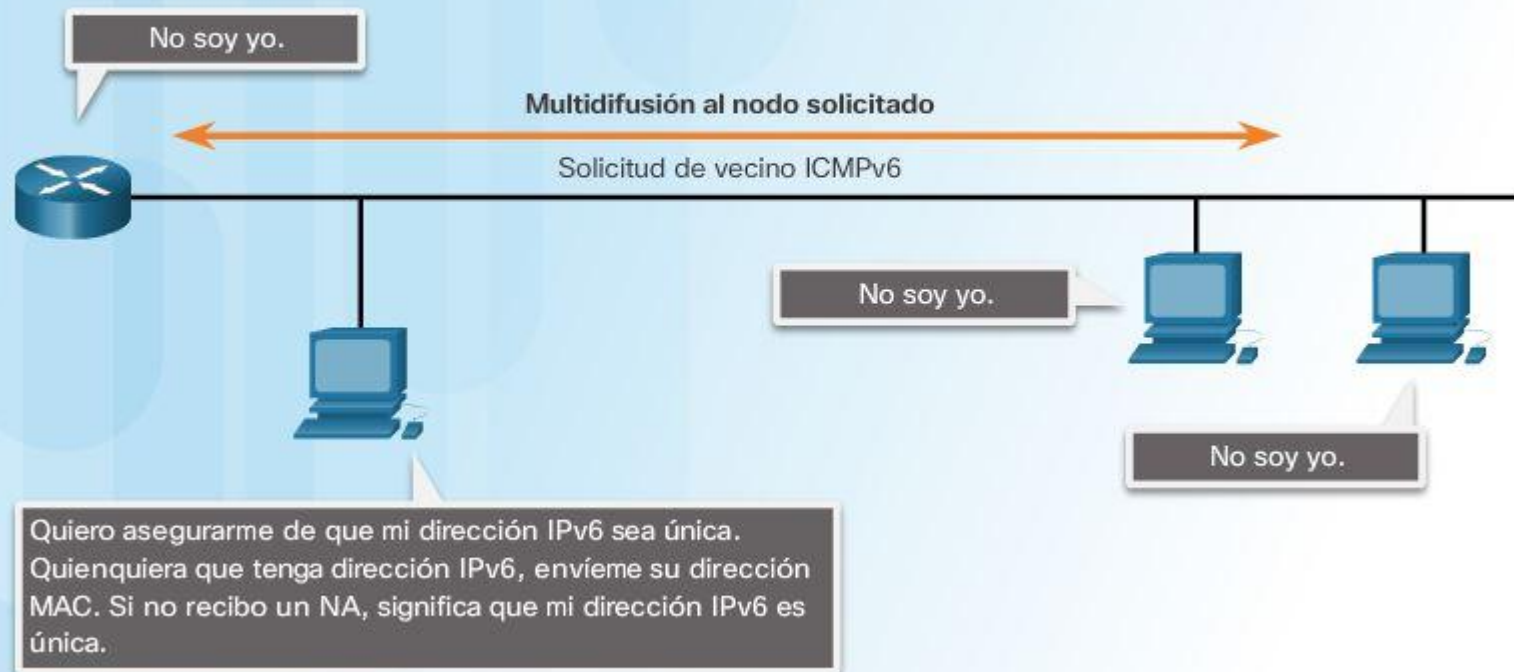 No soy yo.
Multidifusión al nodo solicitado
Solicitud de vecino ICMPv6
No soy yo.
No soy yo.
Quiero asegurarme de que mi dirección IPv6 sea única.
Quienquiera que tenga dirección IPv6, envíeme su dirección
MAC. Si no recibo un NA, significa que mi dirección IPv6 es
única.